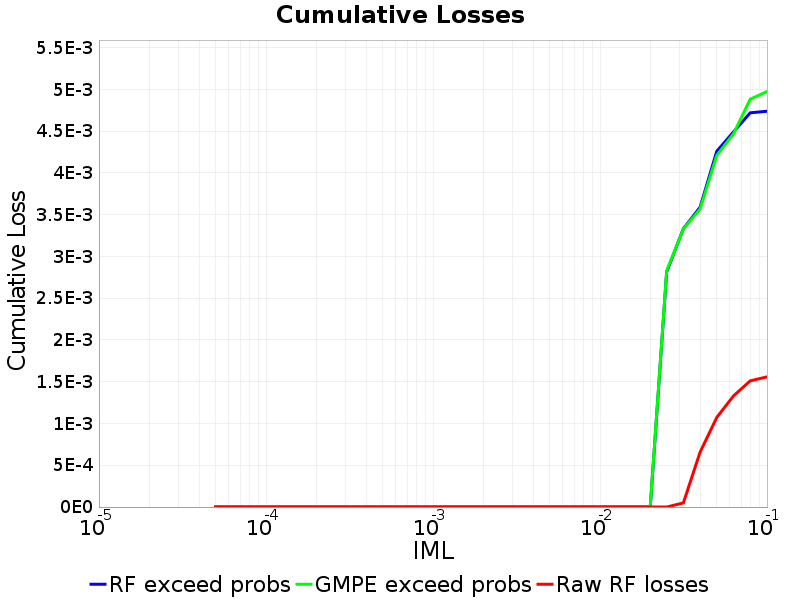 Cumulative Losses
Cumulative Loss
5.5E-3
5E-3
4.5E-3
4E-3
3.5E-3
3E-3
2.5E-3
2E-3
1.5E-3
1E-3
5E-4
0E0
10-5 10-4 10-3 10-2 10-1
IML
RF exceed probs GMPE exceed probs Raw RF losses